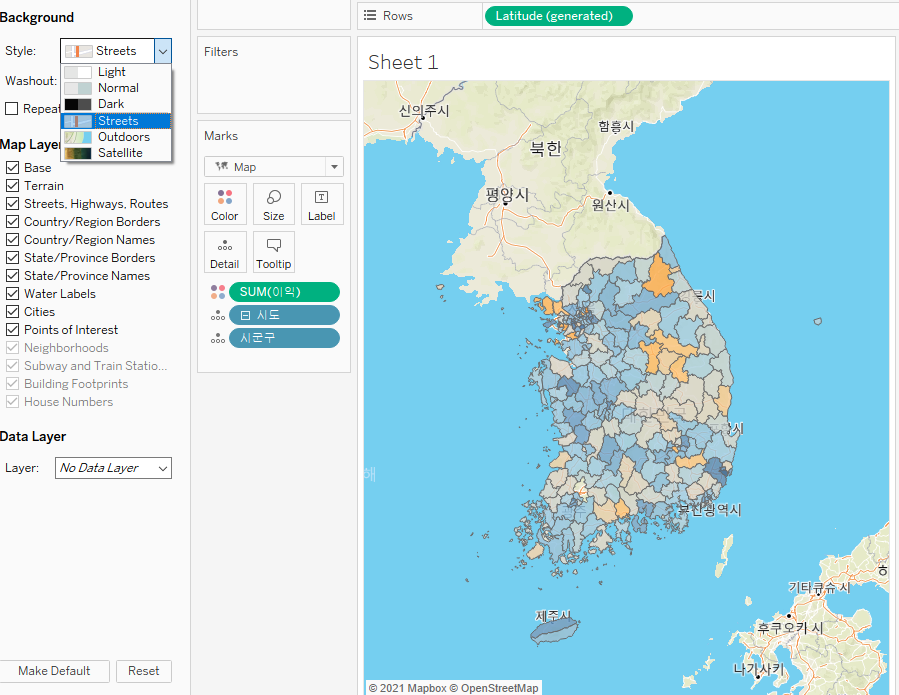 Background
Style:
Streets
Light
Normal
Dark
Streets
Outdoors
Satellite
Washout:
Repeat
Map Laye
Base
Terrain
Streets, Highways, Routes
Country/Region Borders
Country/Region Names
State/Province Borders
State/Province Names
Water Labels
Cities
Points of Interest
Neighborhoods
Subway and Train Statio...
Building Footprints
House Numbers
Data Layer
Layer:
No Data Layer
Make Default
Reset
Filters
Marks
Map
Color
Size
Label
Detail
Tooltip
SUM(이익)
시도
시군구
Rows
Latitude (generated)
Sheet 1
신의주시
함흥시
북한
평양시
원산시
릉시
항시
해
부산광역시
제주시
기타큐슈 시
후쿠오카 시
나가사키
히
© 2021 Mapbox © OpenStreetMap